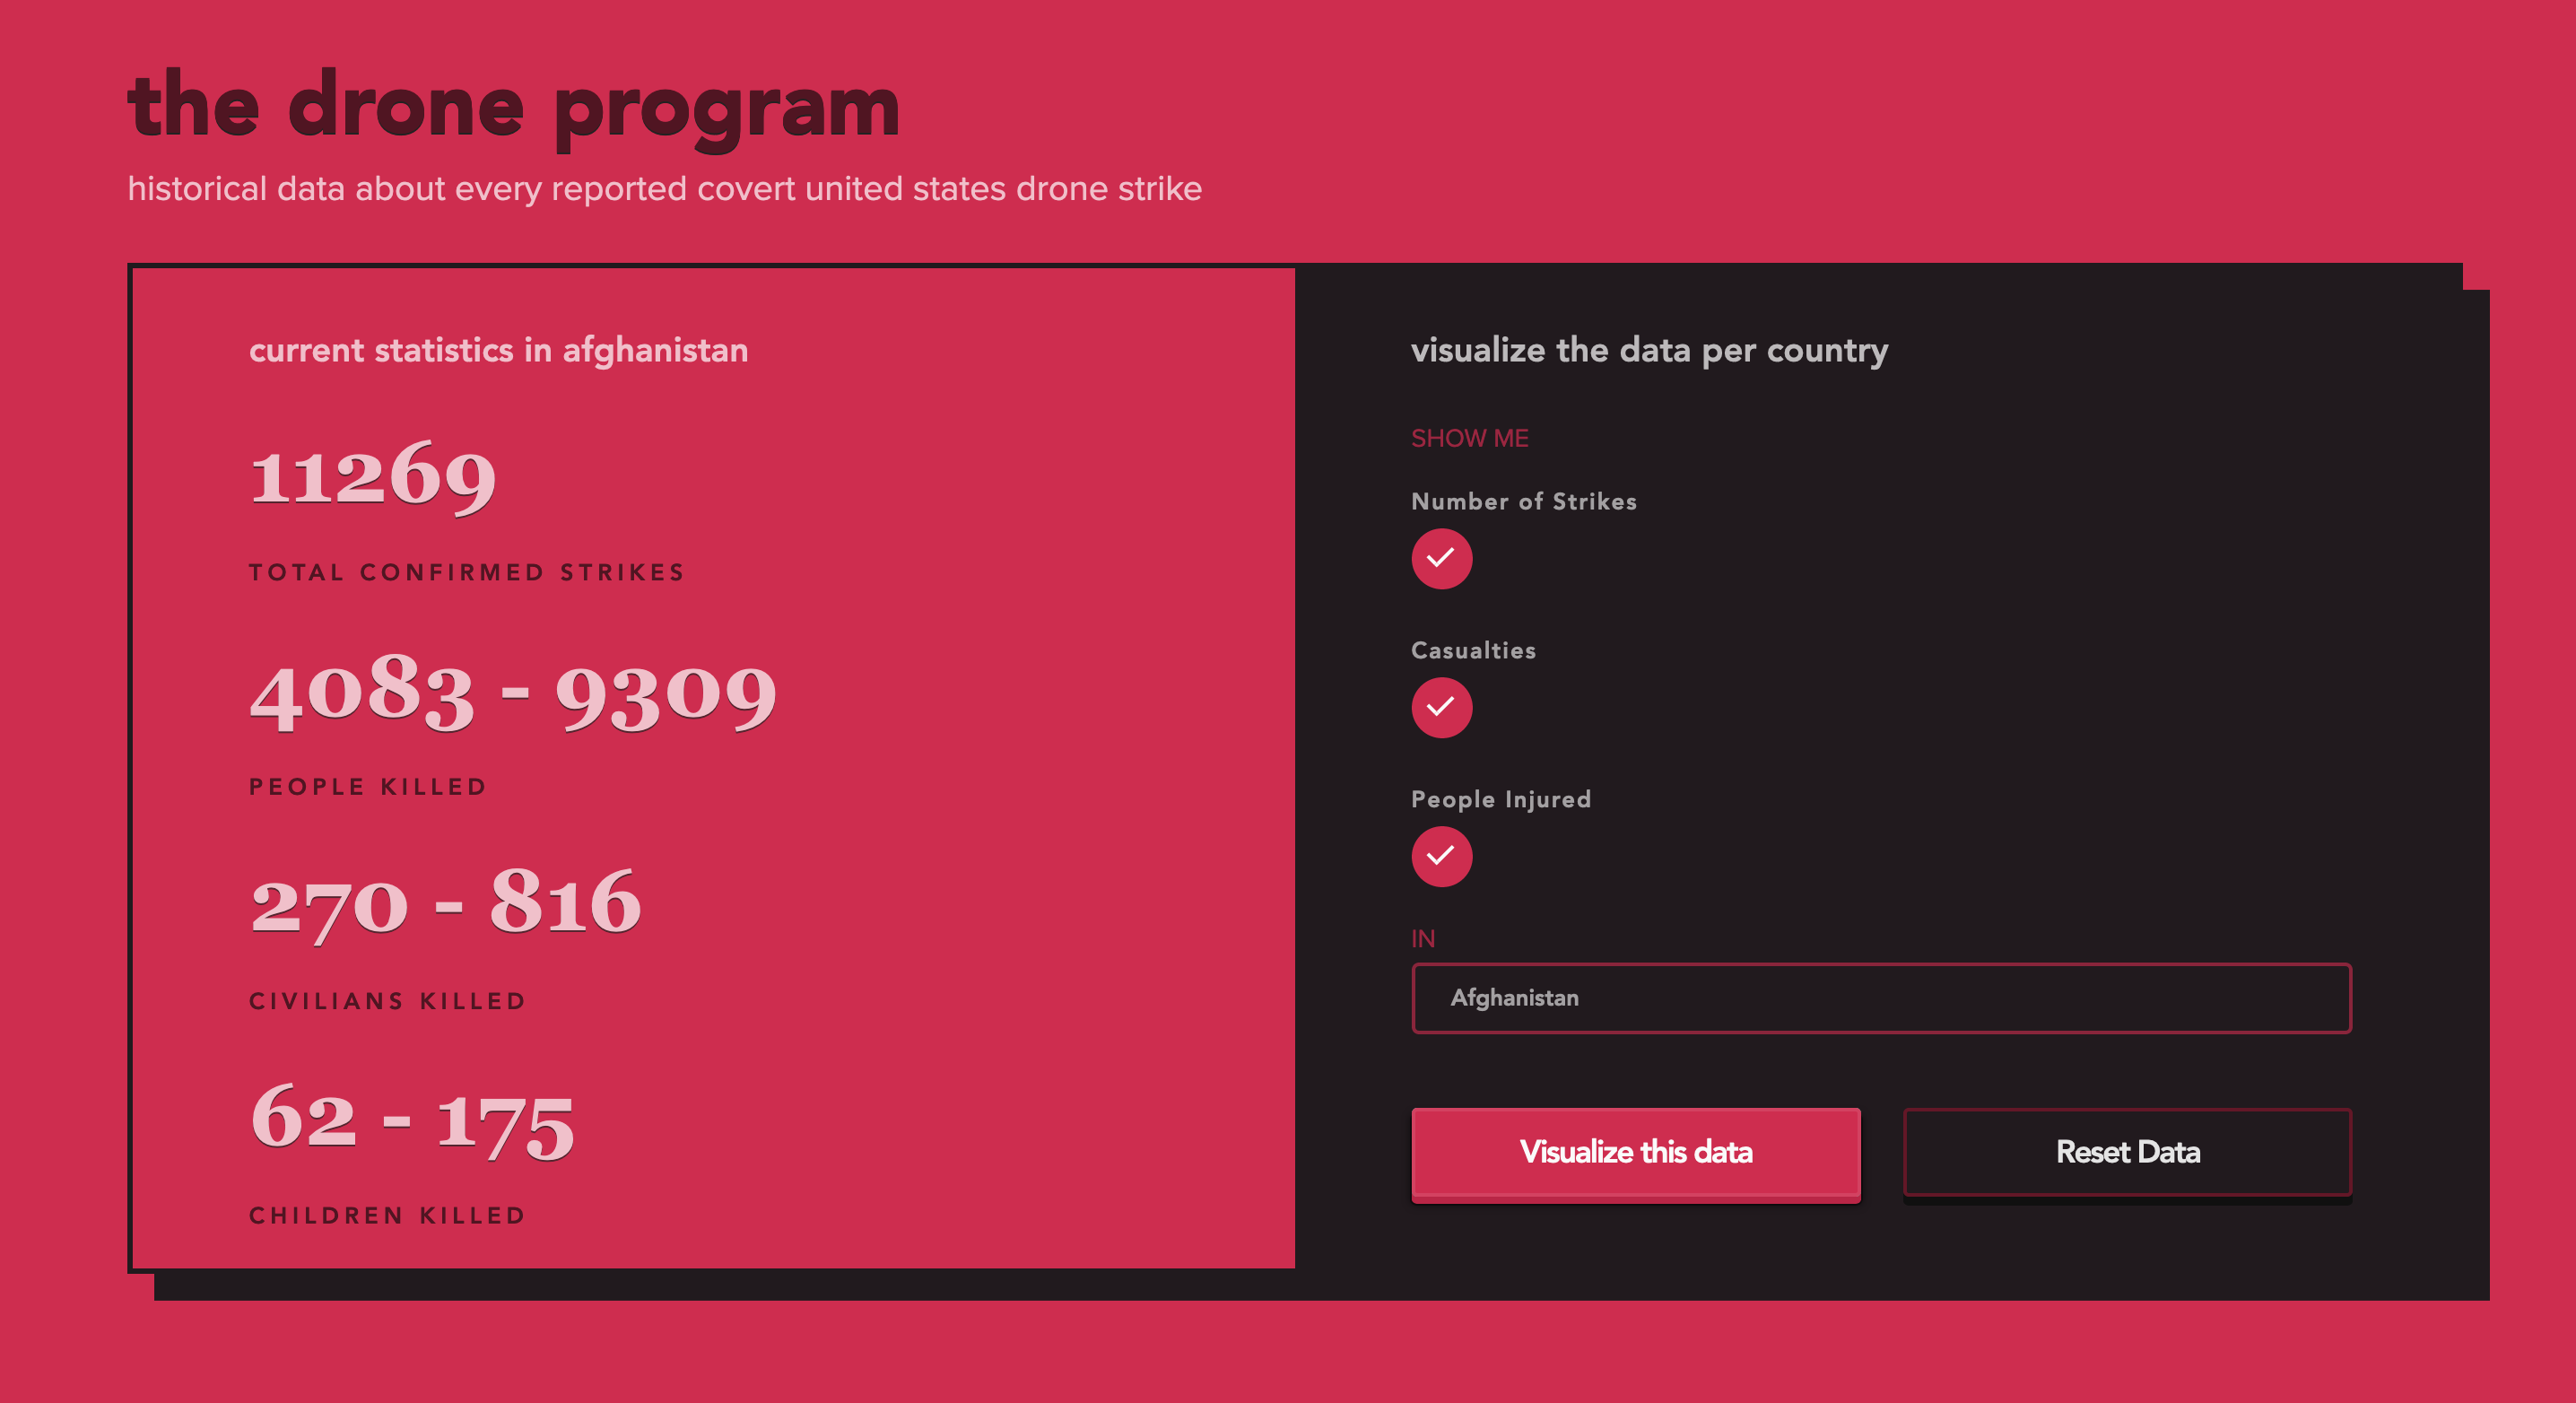 the drone program
historical data about every reported covert united states drone strike
current statistics in afghanistan
11269
TOTAL CONFIRMED STRIKES
4083 - 9309
PEOPLE KILLED
270 - 816
CIVILIANS KILLED
62 - 175
CHILDREN KILLED
visualize the data per country
SHOW ME
Number of Strikes
Casualties
People Injured
IN
Afghanistan
Visualize this data
Reset Data